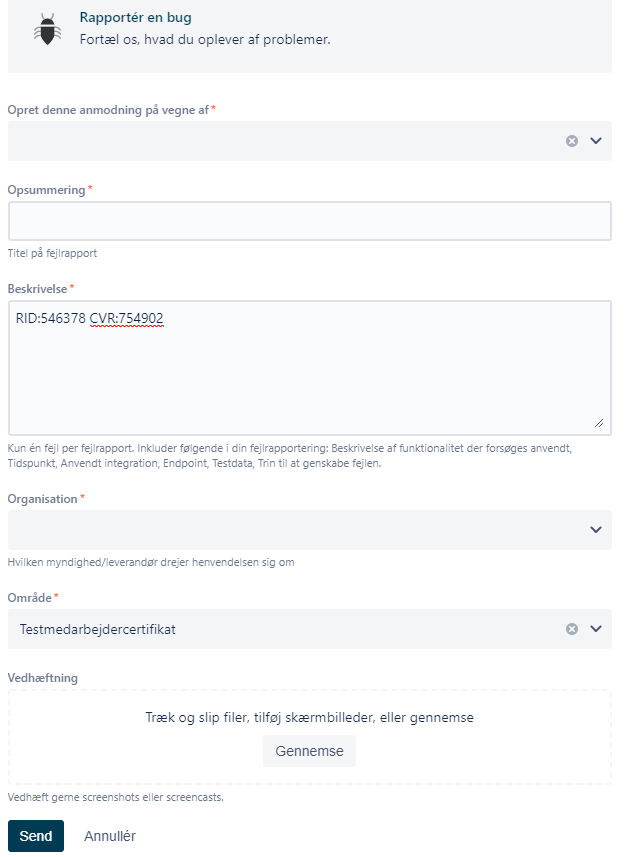 Rapportér en bug
Fortæl os, hvad du oplever af problemer.
Opret denne anmodning på vegne af *
Opsummering *
Titel på fejlrapport
Beskrivelse *
RID:546378 CVR:754902
Kun én fejl per fejlrapport. Inkluder følgende i din fejlrapportering: Beskrivelse af funktionalitet der forsøges anvendt,
Tidspunkt, Anvendt integration, Endpoint, Testdata, Trin til at genskabe fejlen.
Organisation *
Hvilken myndighed/leverandør drejer henvendelsen sig om
Område *
Testmedarbejdercertifikat
Vedhæftning
Træk og slip filer, tilføj skærmbilleder, eller gennemse
Gennemse
Vedhæft gerne screenshots eller screencasts.
Send Annullér